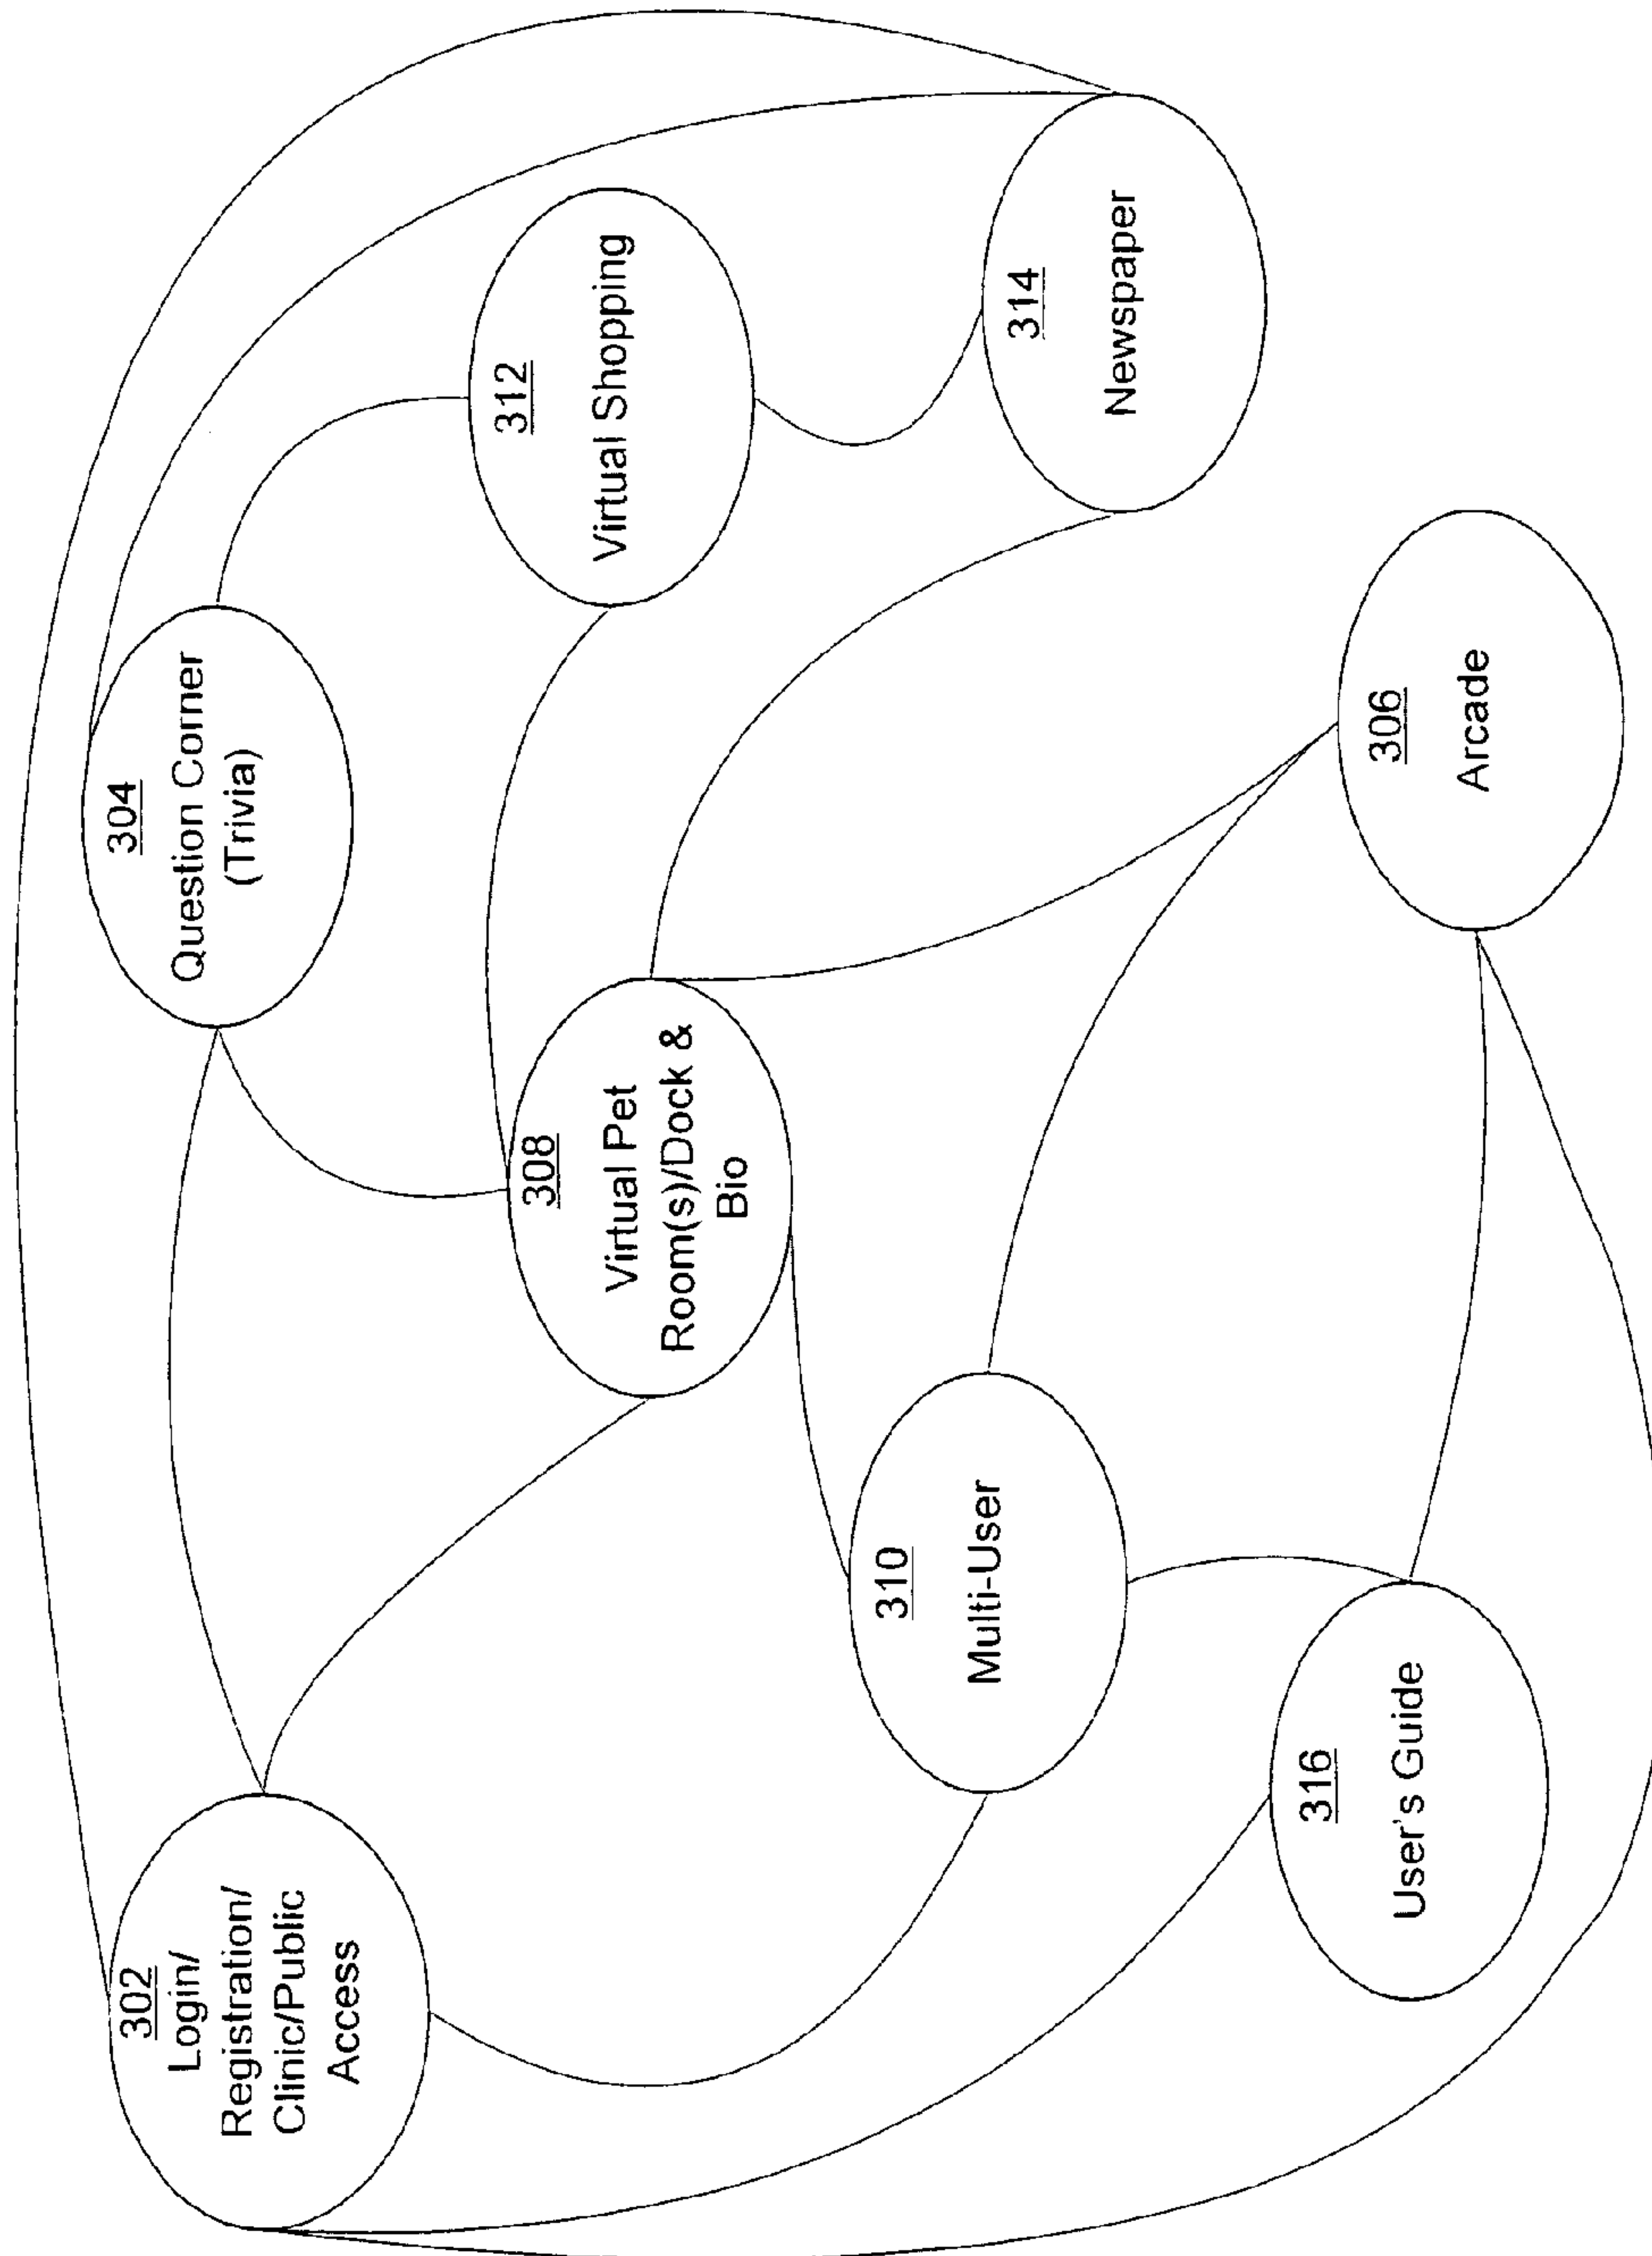 302
Login/
Registration/
Clinic/Public
Access
304
Question Corner
(Trivia)
308
Virtual Pet
Room(s)/Dock &
Bio
312
Virtual Shopping
310
Multi-User
314
Newspaper
316
User's Guide
306
Arcade